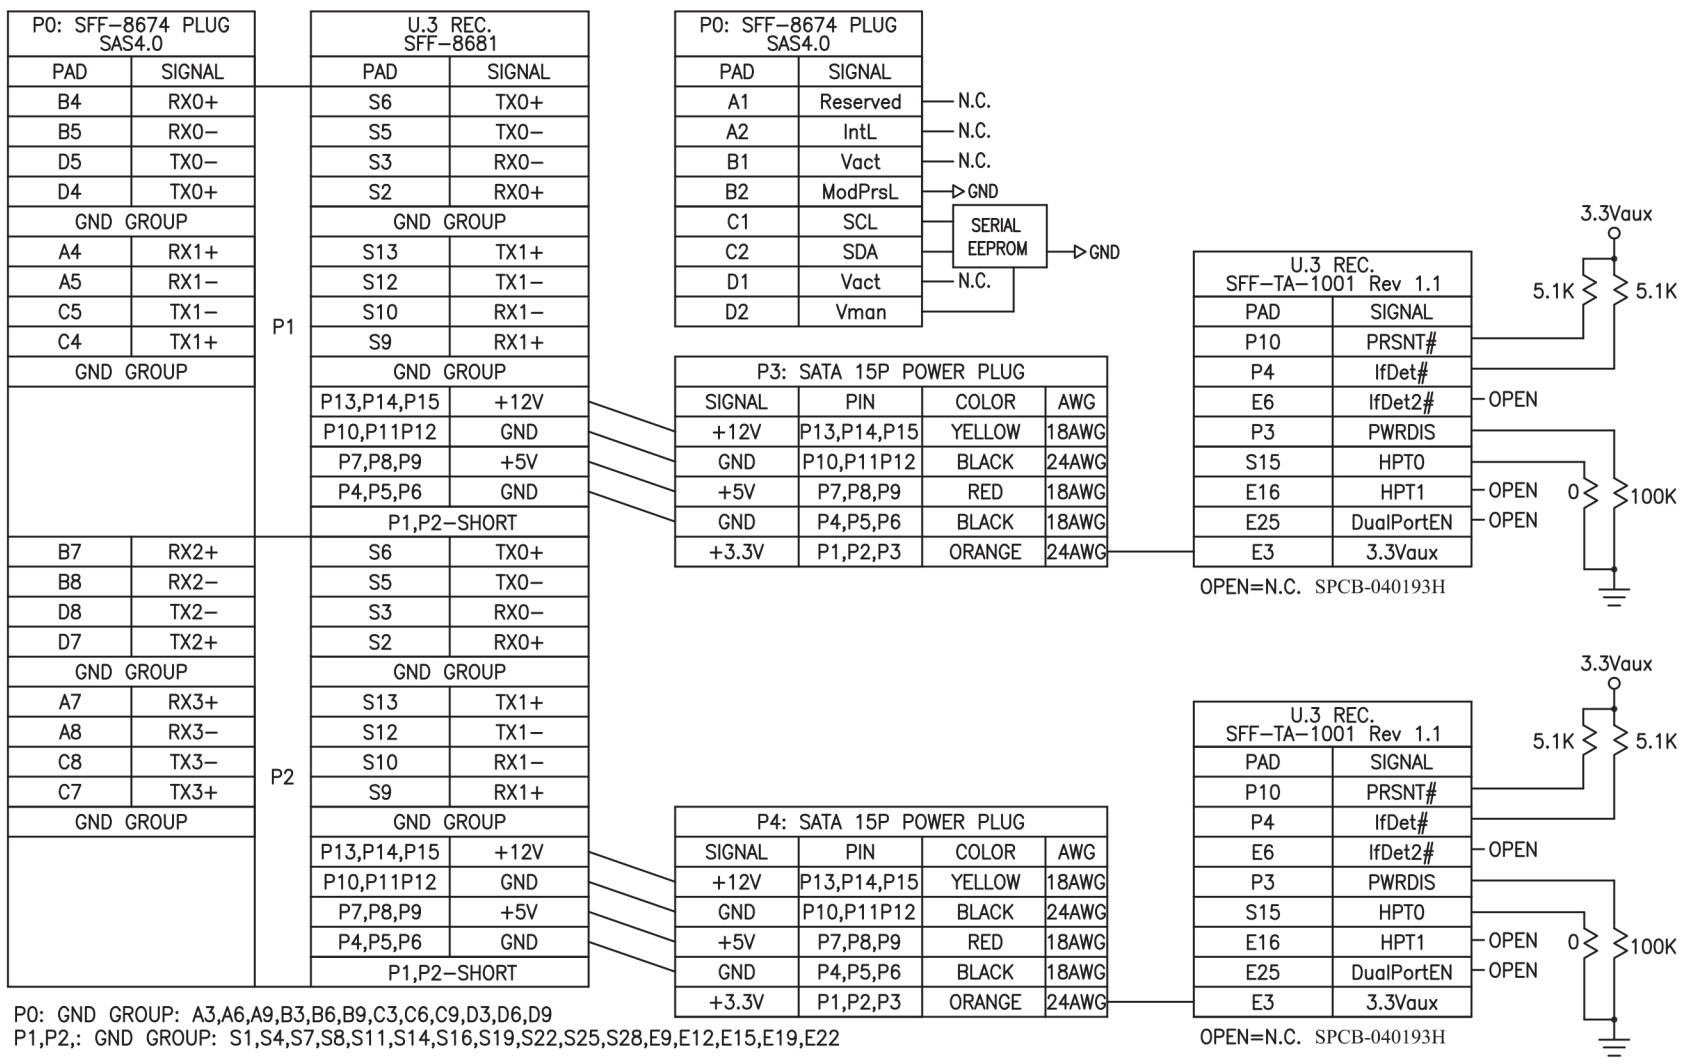 P0: SFF-8674 PLUG
SAS4.0
PAD SIGNAL
B4 RX0+
B5 RX0-
D5 TX0-
D4 TX0+
GND GROUP
A4 RX1+
A5 RX1-
C5 TX1-
C4 TX1+
GND GROUP
B7 RX2+
B8 RX2-
D8 TX2-
D7 TX2+
GND GROUP
A7 RX3+
A8 RX3-
C8 TX3-
C7 TX3+
GND GROUP
P1
P2
U.3 REC.
SFF-8681
PAD SIGNAL
S6 TX0+
S5 TX0-
S3 RX0-
S2 RX0+
GND GROUP
S13 TX1+
S12 TX1-
S10 RX1-
S9 RX1+
GND GROUP
P13,P14,P15 +12V
P10,P11P12 GND
P7,P8,P9 +5V
P4,P5,P6 GND
P1,P2-SHORT
S6 TX0+
S5 TX0-
S3 RX0-
S2 RX0+
GND GROUP
S13 TX1+
S12 TX1-
S10 RX1-
S9 RX1+
GND GROUP
P13,P14,P15 +12V
P10,P11P12 GND
P7,P8,P9 +5V
P4,P5,P6 GND
P1,P2-SHORT
P0: SFF-8674 PLUG
SAS4.0
PAD SIGNAL
A1 Reserved N.C.
A2 IntL N.C.
B1 Vact N.C.
B2 ModPrsL GND
C1 SCL
C2 SDA
D1 Vact N.C.
D2 Vman
SERIAL
EEPROM
GND
P3: SATA 15P POWER PLUG
SIGNAL PIN COLOR AWG
+12V P13,P14,P15 YELLOW 18AWG
GND P10,P11P12 BLACK 24AWG
+5V P7,P8,P9 RED 18AWG
GND P4,P5,P6 BLACK 18AWG
+3.3V P1,P2,P3 ORANGE 24AWG
U.3 REC.
SFF-TA-1001 Rev 1.1
PAD SIGNAL
P10 PRSNT#
P4 IfDet#
E6 IfDet2# OPEN
P3 PWRDIS
S15 HPT0
E16 HPT1 OPEN
E25 DualPortEN OPEN
E3 3.3Vaux
3.3Vaux
5.1K 5.1K
0 100K
OPEN=N.C. SPCB-040193H
P4: SATA 15P POWER PLUG
SIGNAL PIN COLOR AWG
+12V P13,P14,P15 YELLOW 18AWG
GND P10,P11P12 BLACK 24AWG
+5V P7,P8,P9 RED 18AWG
GND P4,P5,P6 BLACK 18AWG
+3.3V P1,P2,P3 ORANGE 24AWG
U.3 REC.
SFF-TA-1001 Rev 1.1
PAD SIGNAL
P10 PRSNT#
P4 IfDet#
E6 IfDet2# OPEN
P3 PWRDIS
S15 HPT0
E16 HPT1 OPEN
E25 DualPortEN OPEN
E3 3.3Vaux
3.3Vaux
5.1K 5.1K
0 100K
OPEN=N.C. SPCB-040193H
P0: GND GROUP: A3,A6,A9,B3,B6,B9,C3,C6,C9,D3,D6,D9
P1,P2,: GND GROUP: S1,S4,S7,S8,S11,S14,S16,S19,S22,S25,S28,E9,E12,E15,E19,E22